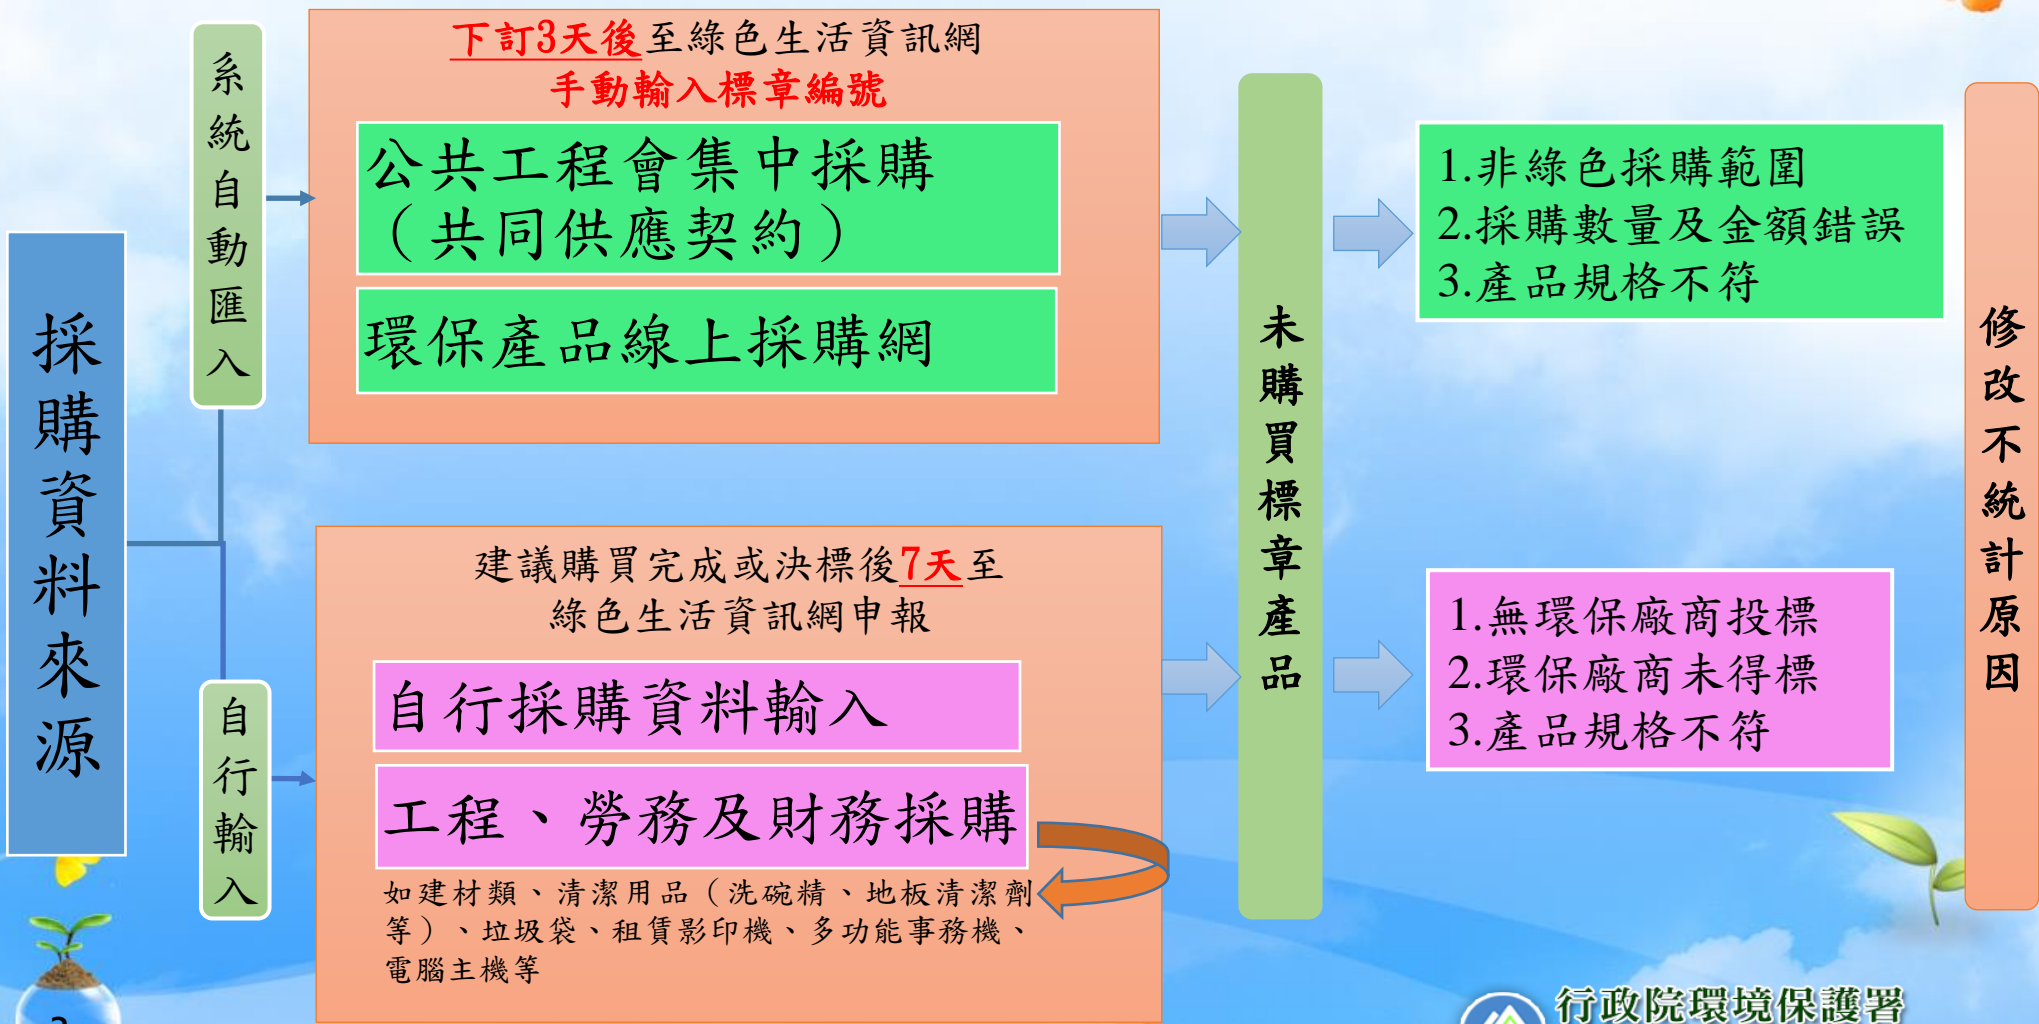 採購資料來源
系統自動匯入
下訂3天後至綠色生活資訊網
手動輸入標章編號
公共工程會集中採購
（共同供應契約）
環保產品線上採購網
自行輸入
建議購買完成或決標後7天至
綠色生活資訊網申報
自行採購資料輸入
工程、勞務及財務採購
如建材類、清潔用品（洗碗精、地板清潔劑
等）、垃圾袋、租賃影印機、多功能事務機、
電腦主機等
未購買標章產品
1.非綠色採購範圍
2.採購數量及金額錯誤
3.產品規格不符
1.無環保廠商投標
2.環保廠商未得標
3.產品規格不符
修改不統計原因
行政院環境保護署